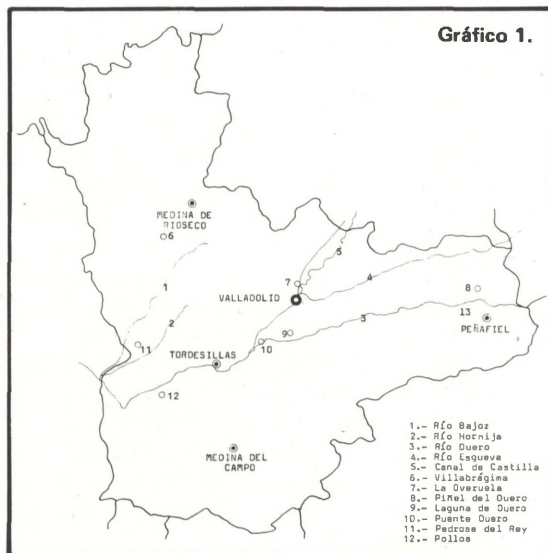 Gráfico 1.
MEDINA DE
RIOSECO
6
1
2
5
7
4
VALLADOLID
8
3
13
PEÑAFIEL
9
10
11
TORDESILLAS
12
MEDINA DEL
CAMPO
1.- Río Bajoz
2.- Río Hornija
3.- Río Duero
4.- Río Esgueva
5.- Canal de Castilla
6.- Villabrágima
7.- La Overuela
8.- Piñel del Duero
9.- Laguna de Duero
10.- Puente Duero
11.- Pedrosa del Rey
12.- Pollos